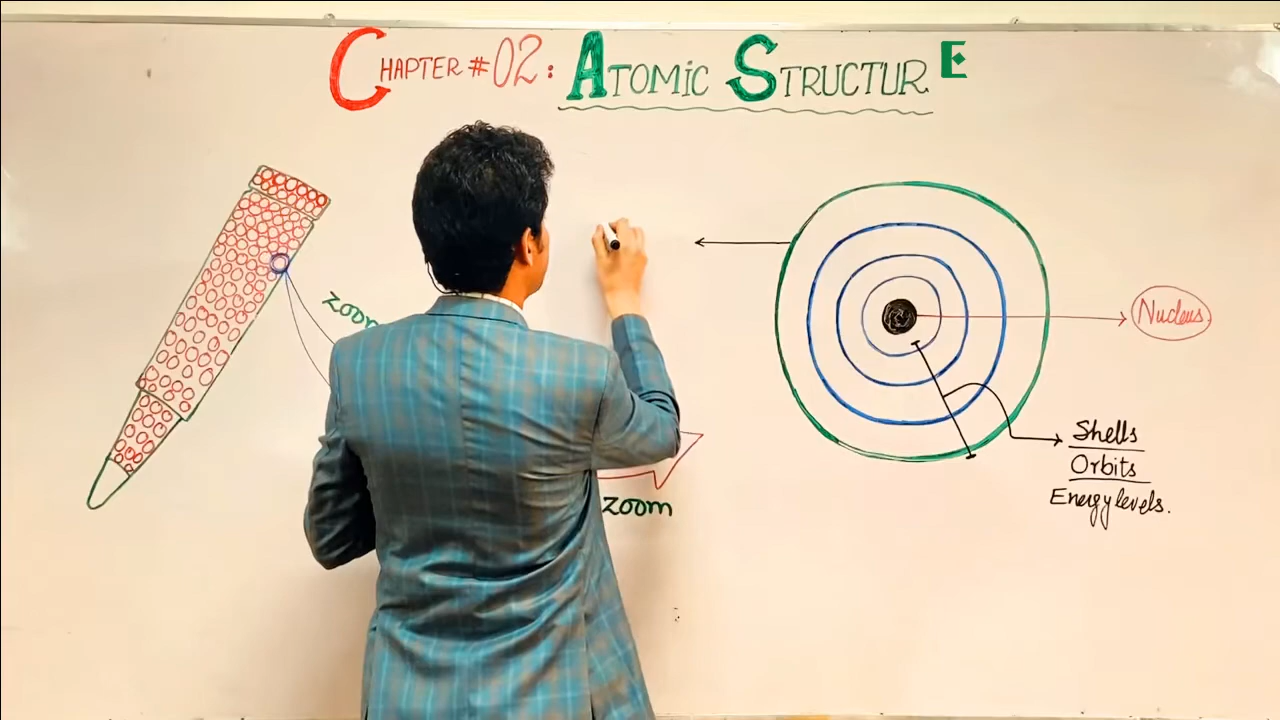 CHAPTER # 02: ATOMIC STRUCTURE
zoom
Nucleus
Shells
Orbits
Energy levels.
zoom